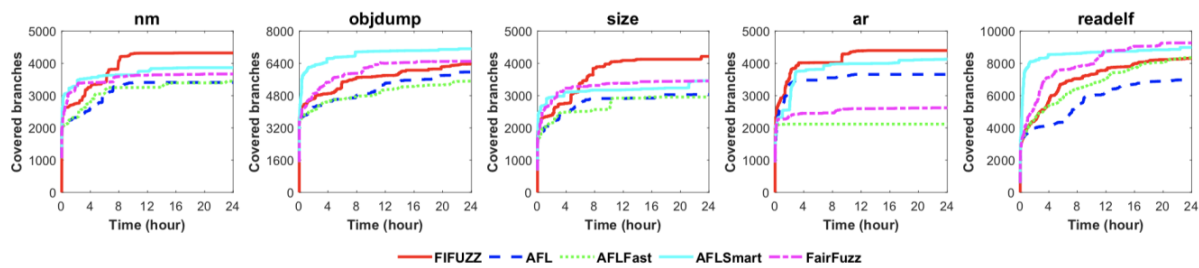 nm
objdump
size
ar
readelf
Covered branches
5000
4000
3000
2000
1000
0
0 4 8 12 16 20 24
Time (hour)
Covered branches
8000
6400
4800
3200
1600
0
0 4 8 12 16 20 24
Time (hour)
Covered branches
5000
4000
3000
2000
1000
0
0 4 8 12 16 20 24
Time (hour)
Covered branches
5000
4000
3000
2000
1000
0
0 4 8 12 16 20 24
Time (hour)
Covered branches
10000
8000
6000
4000
2000
0
0 4 8 12 16 20 24
Time (hour)
FIFUZZ AFL AFLFast AFLSmart FairFuzz